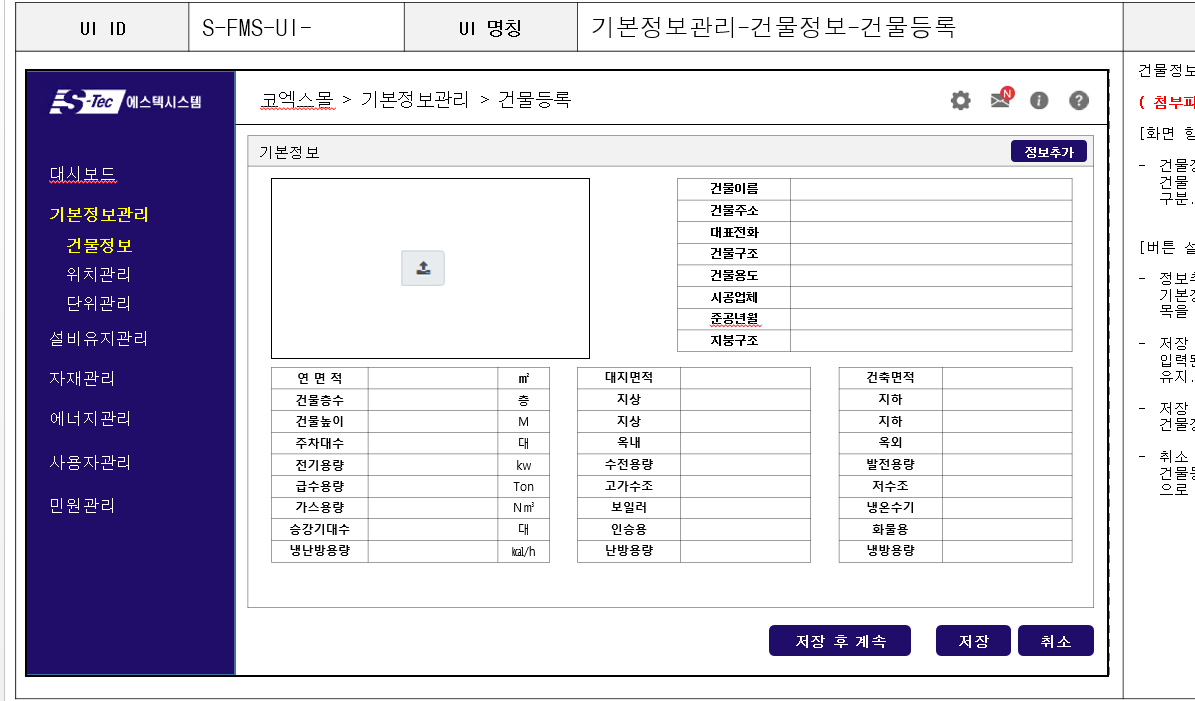 UI ID S-FMS-UI- UI 명칭 기본정보관리-건물정보-건물등록
S-Tec 에스텍시스템
코엑스몰 > 기본정보관리 > 건물등록
N
대시보드
기본정보관리
건물정보
위치관리
단위관리
설비유지관리
자재관리
에너지관리
사용자관리
민원관리
기본정보 정보추가
건물이름
건물주소
대표전화
건물구조
건물용도
시공업체
준공년월
지붕구조
연 면 적 ㎡ 대지면적 건축면적
건물층수 층 지상 지하
건물높이 M 지상 지하
주차대수 대 옥내 옥외
전기용량 kw 수전용량 발전용량
급수용량 Ton 고가수조 저수조
가스용량 N㎥ 보일러 냉온수기
승강기대수 대 인승용 화물용
냉난방용량 ㎉/h 난방용량 냉방용량
저장 후 계속 저장 취소
건물정보
( 첨부파
[화면 항
- 건물정
건물
구분.
[버튼 설
- 정보추
기본정
목을
- 저장
입력된
유지.
- 저장
건물정
- 취소
건물등
으로